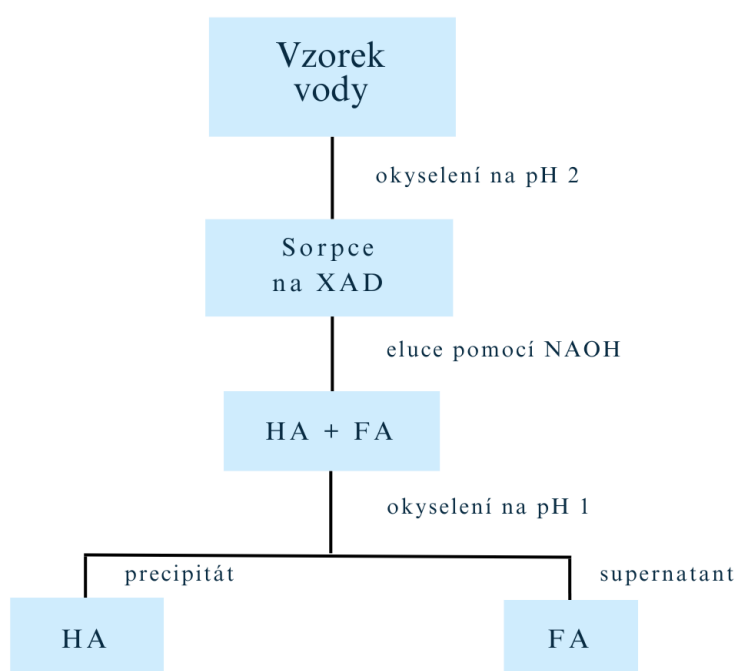 Vzorek
vody
okyselení na pH 2
Sorpce
na XAD
eluce pomocí NAOH
HA + FA
okyselení na pH 1
precipitát
supernatant
HA
FA